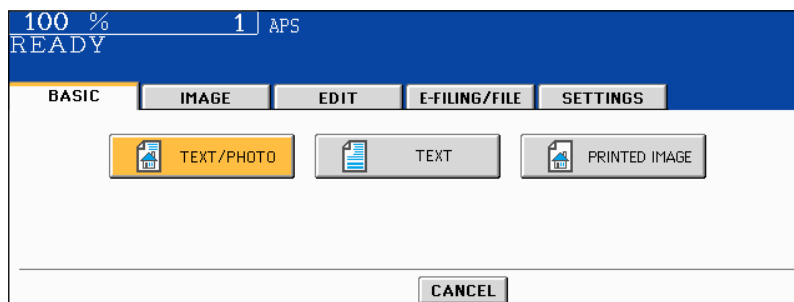 100 % 1 APS
READY
BASIC IMAGE EDIT E-FILING/FILE SETTINGS
TEXT/PHOTO TEXT PRINTED IMAGE
CANCEL